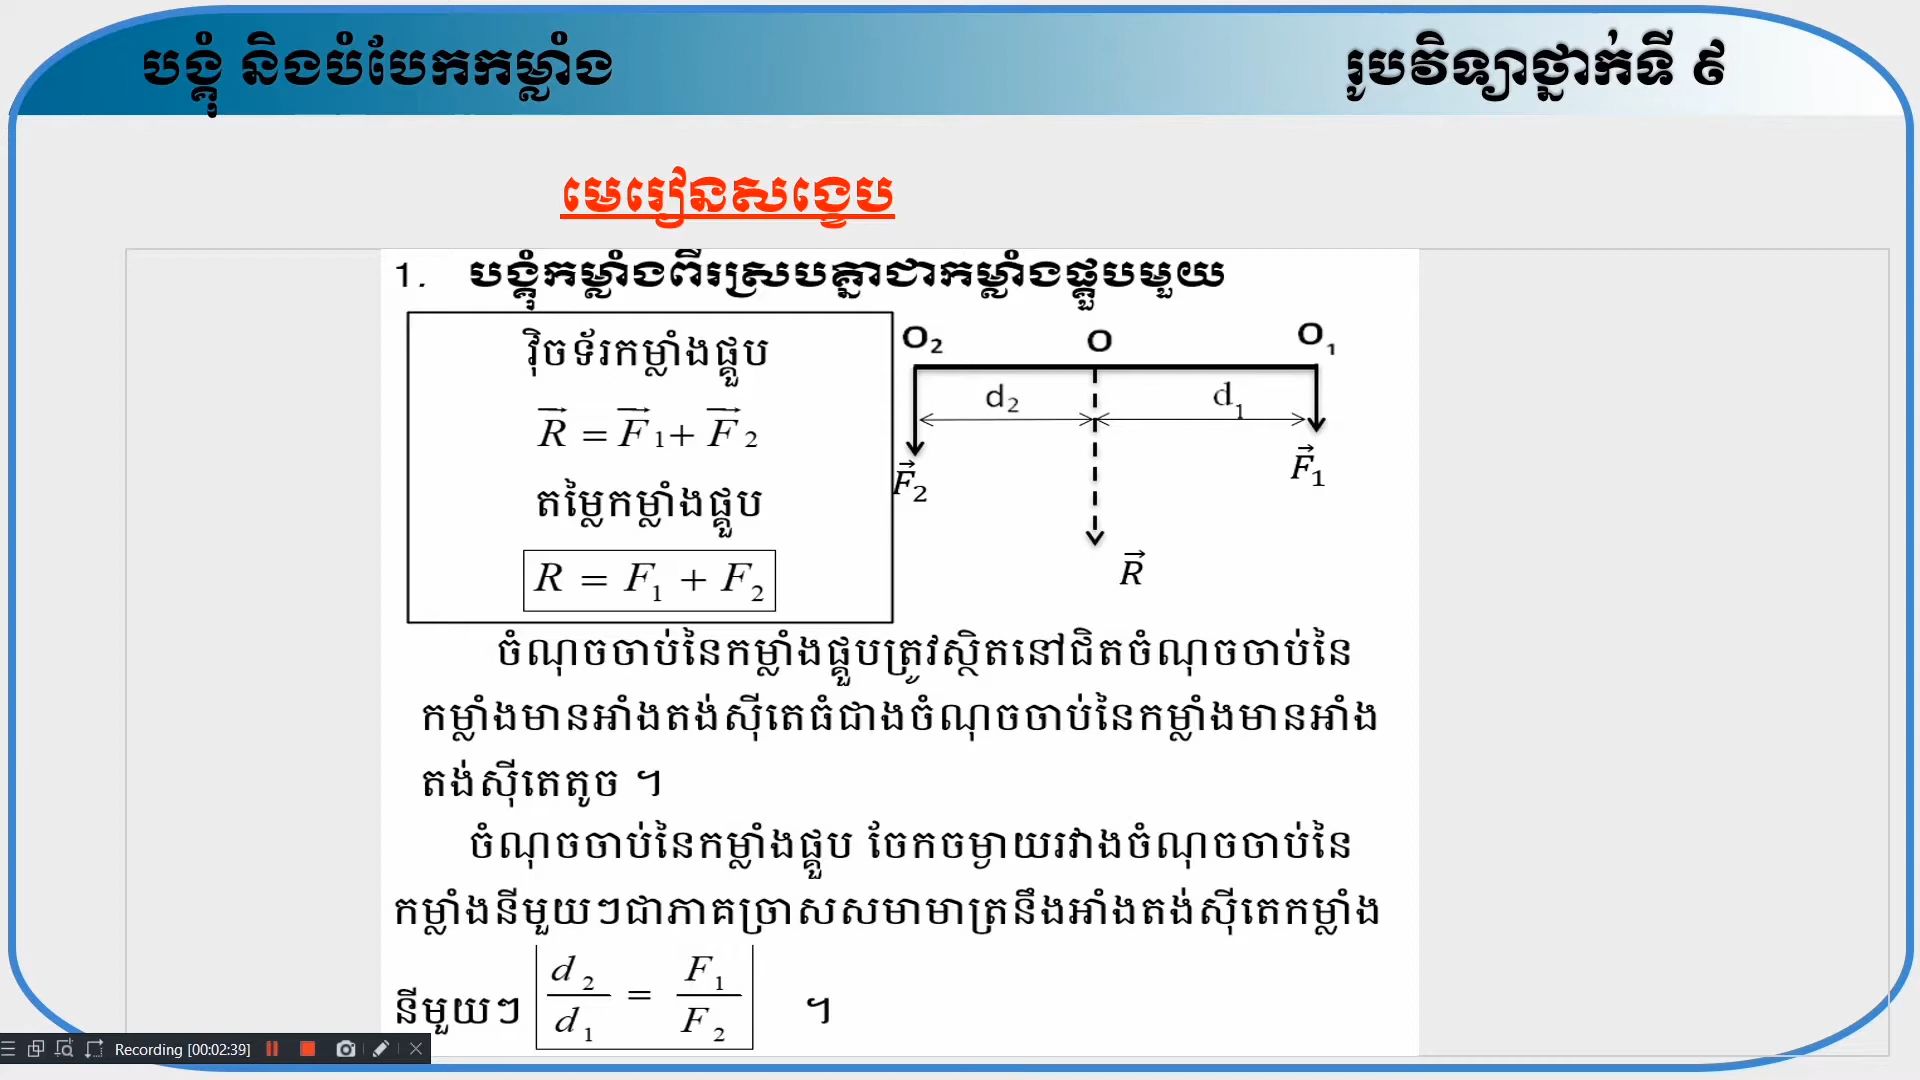 បង្គុំ និងបំបែកកម្លាំង
រូបវិទ្យាថ្នាក់ទី ៩
មេរៀនសង្ខេប
1. បង្គុំកម្លាំងពីរស្របគ្នាជាកម្លាំងផ្គួបមួយ
វ៉ិចទ័រកម្លាំងផ្គួប
R⃗ = F⃗₁ + F⃗₂
តម្លៃកម្លាំងផ្គួប
R = F₁ + F₂
O₂ O O₁
d₂ d₁
F⃗₂ F⃗₁
R⃗
ចំណុចចាប់នៃកម្លាំងផ្គួបត្រូវស្ថិតនៅជិតចំណុចចាប់នៃ
កម្លាំងមានអាំងតង់ស៊ីតេធំជាងចំណុចចាប់នៃកម្លាំងមានអាំង
តង់ស៊ីតេតូច ។
ចំណុចចាប់នៃកម្លាំងផ្គួប ចែកចម្ងាយរវាងចំណុចចាប់នៃ
កម្លាំងនីមួយៗជាភាគច្រាសសមាមាត្រនឹងអាំងតង់ស៊ីតេកម្លាំង
នីមួយៗ d₂/d₁ = F₁/F₂ ។
Recording [00:02:39]